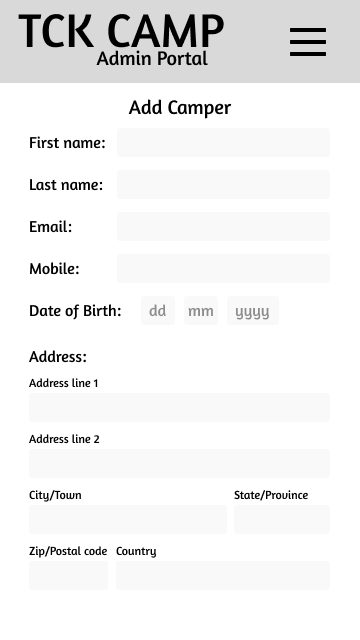 TCK CAMP
Admin Portal
Add Camper
First name:
Last name:
Email:
Mobile:
Date of Birth: dd mm yyyy
Address:
Address line 1
Address line 2
City/Town State/Province
Zip/Postal code Country